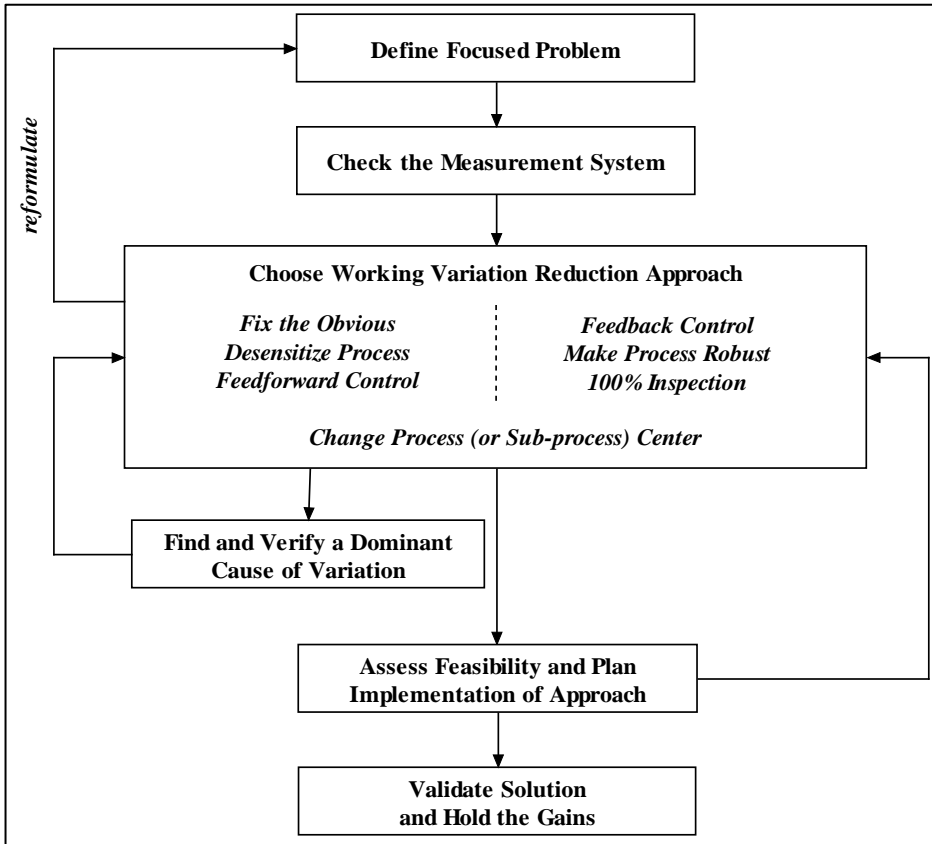 Define Focused Problem
reformulate
Check the Measurement System
Choose Working Variation Reduction Approach
Fix the Obvious
Desensitize Process
Feedforward Control
Feedback Control
Make Process Robust
100% Inspection
Change Process (or Sub-process) Center
Find and Verify a Dominant
Cause of Variation
Assess Feasibility and Plan
Implementation of Approach
Validate Solution
and Hold the Gains